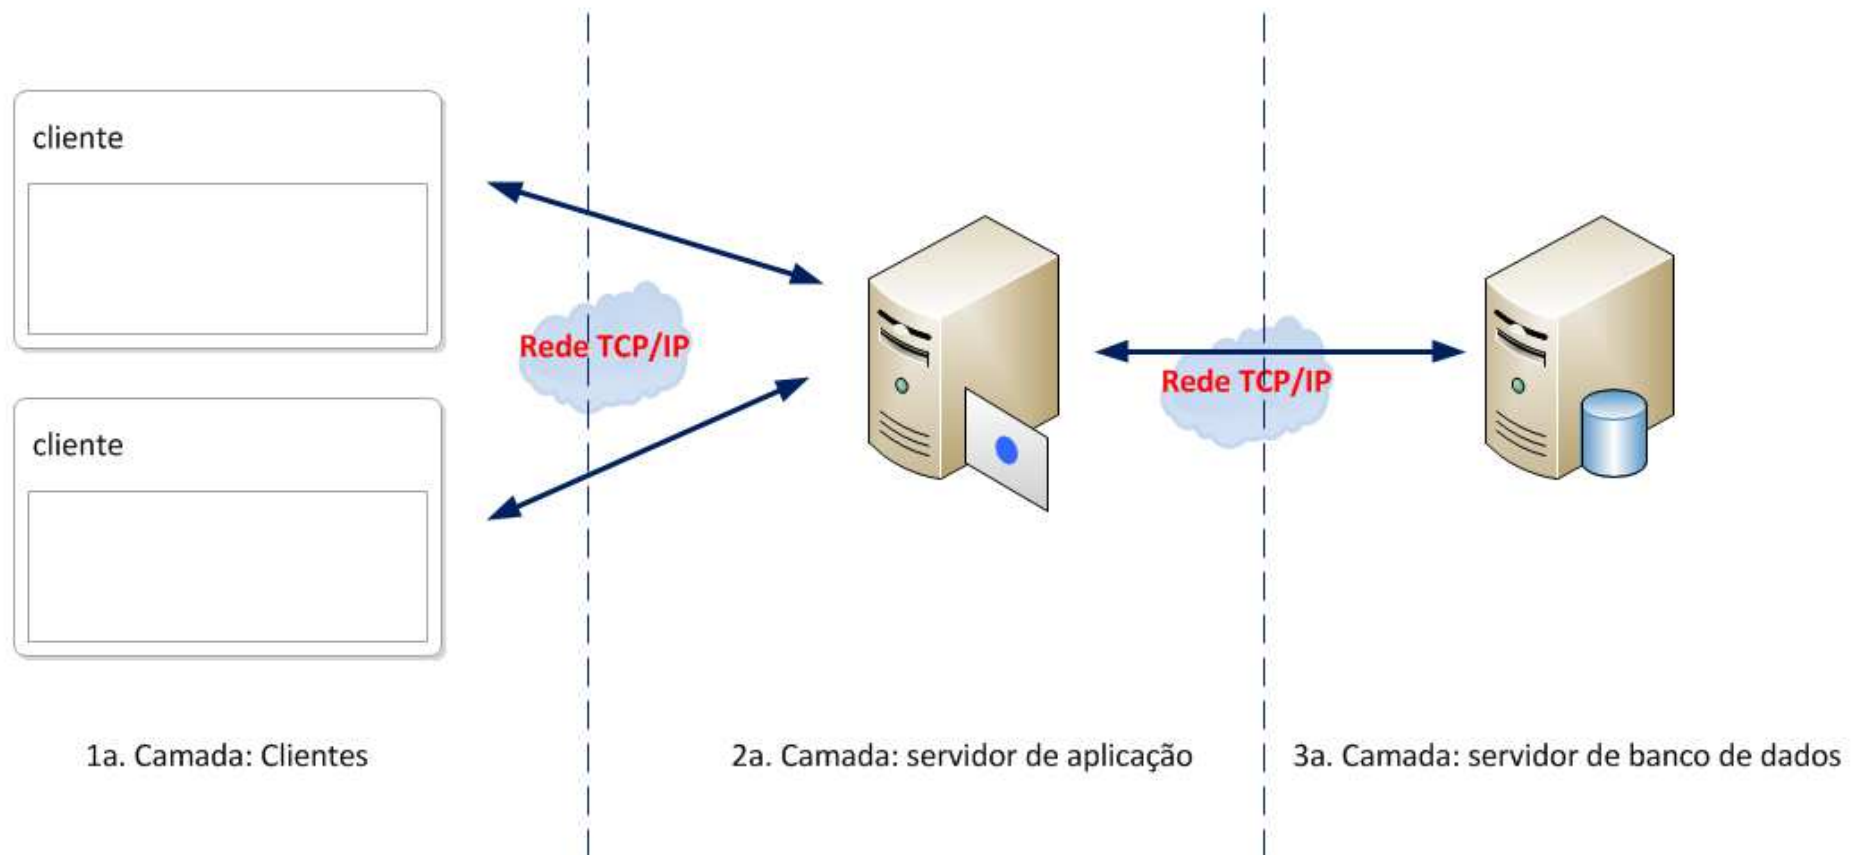 cliente
Rede TCP/IP
Rede TCP/IP
cliente
1a. Camada: Clientes
2a. Camada: servidor de aplicação
3a. Camada: servidor de banco de dados